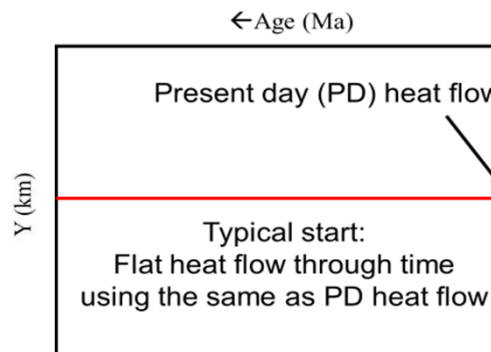 ←Age (Ma)
Present day (PD) heat flow
Y (km)
Typical start:
Flat heat flow through time
using the same as PD heat flow